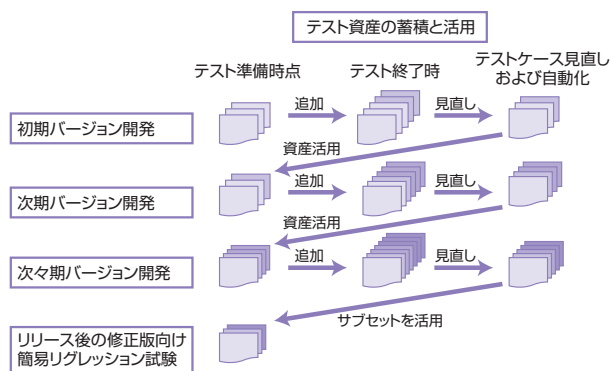 テスト資産の蓄積と活用
テスト準備時点
テスト終了時
テストケース見直し
および自動化
初期バージョン開発
追加
見直し
資産活用
次期バージョン開発
追加
見直し
資産活用
次々期バージョン開発
追加
見直し
サブセットを活用
リリース後の修正版向け
簡易リグレッション試験